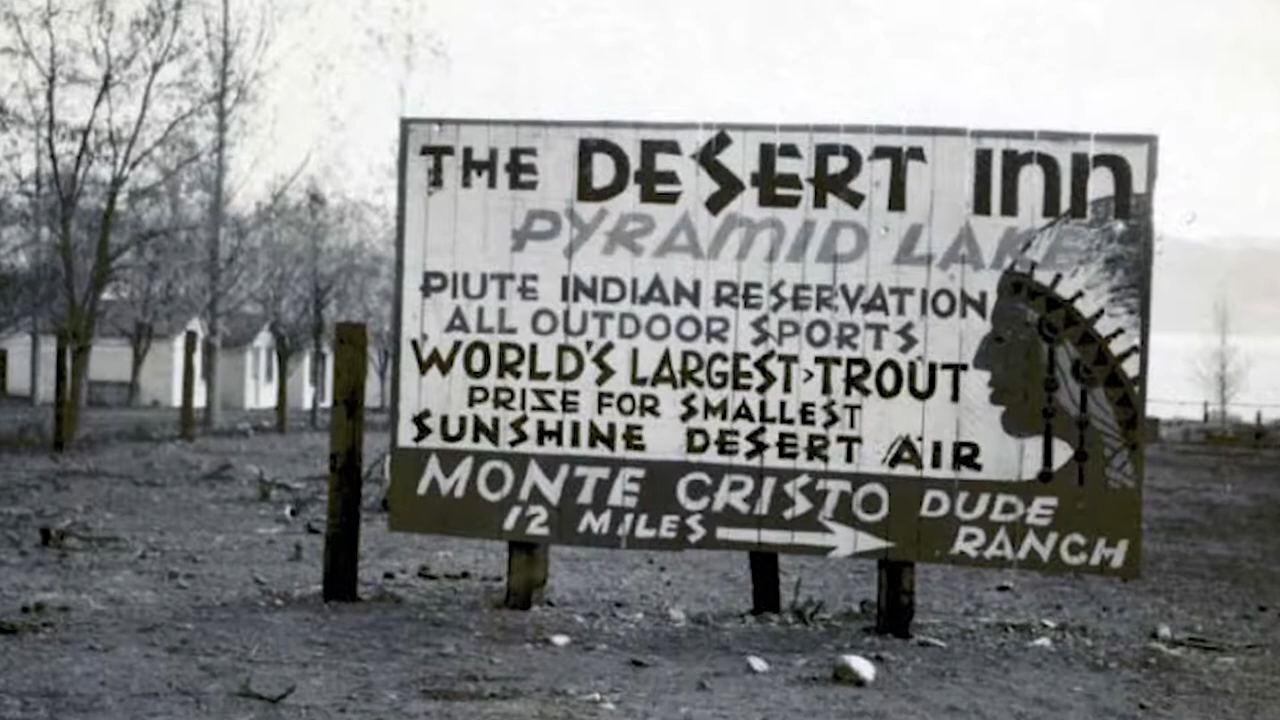 THE DESERT Inn
PYRAMID LAKE
PIUTE INDIAN RESERVATION
ALL OUTDOOR SPORTS
WORLD'S LARGEST TROUT
PRIZE FOR SMALLEST
SUNSHINE DESERT AIR
MONTE CRISTO DUDE RANCH
12 MILES